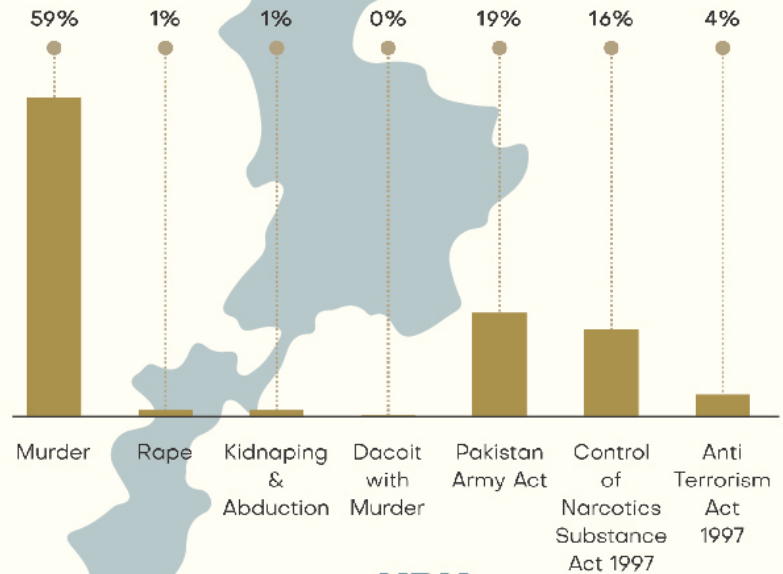 59% 1% 1% 0% 19% 16% 4%
Murder
Rape
Kidnaping
&
Abduction
Dacoit
with
Murder
Pakistan
Army Act
Control
of
Narcotics
Substance
Act 1997
Anti
Terrorism
Act
1997